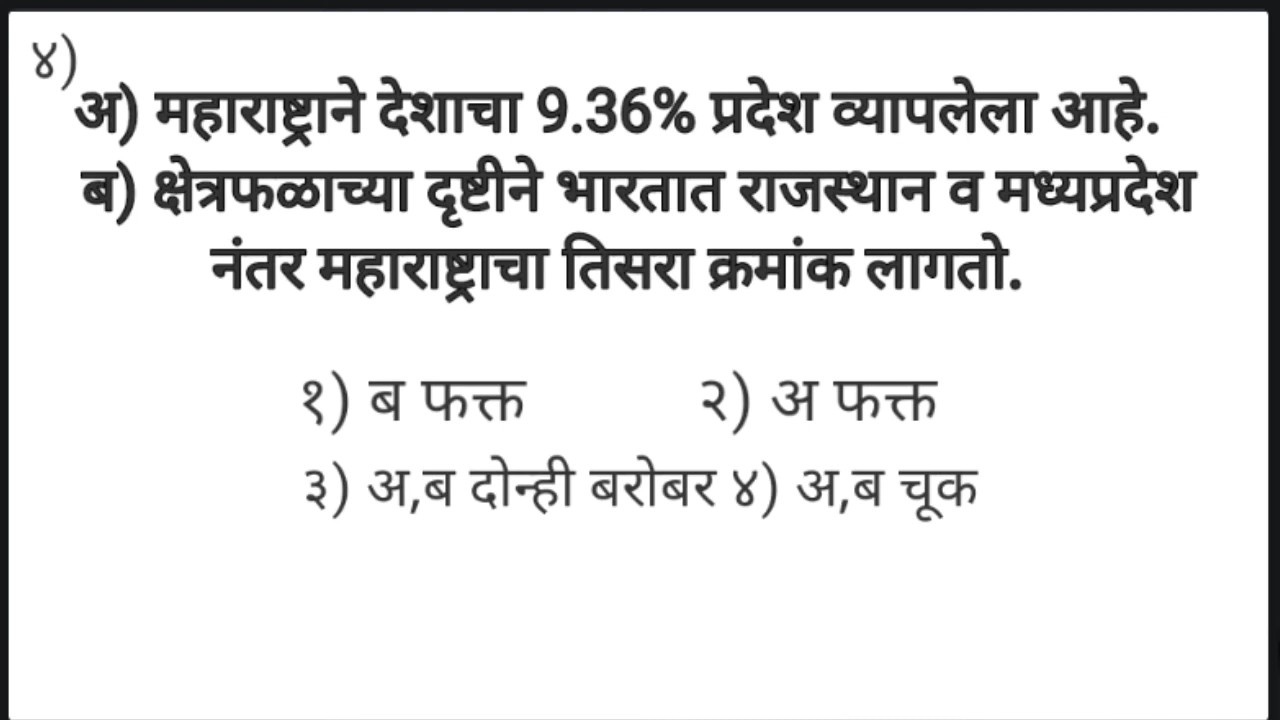 ४)
अ) महाराष्ट्राने देशाचा 9.36% प्रदेश व्यापलेला आहे.
ब) क्षेत्रफळाच्या दृष्टीने भारतात राजस्थान व मध्यप्रदेश
नंतर महाराष्ट्राचा तिसरा क्रमांक लागतो.
१) ब फक्त २) अ फक्त
३) अ,ब दोन्ही बरोबर ४) अ,ब चूक